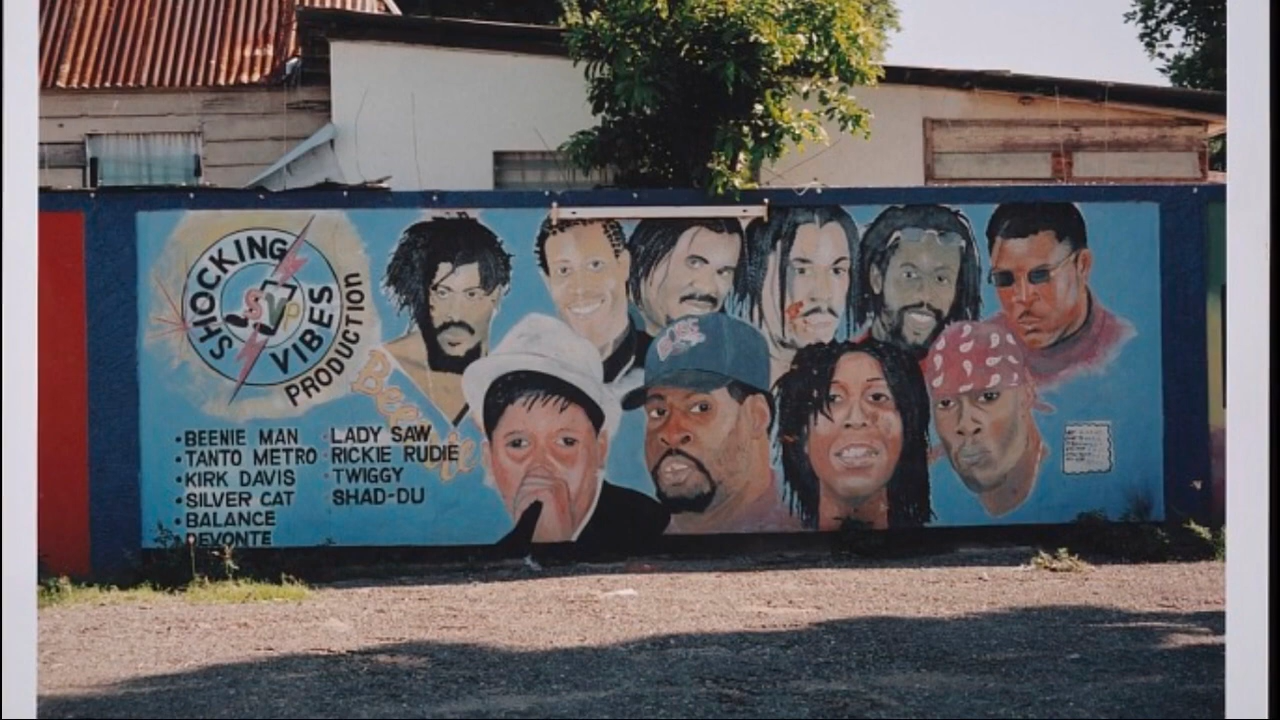 SHOCKING
VIBES
PRODUCTION
SVP
• BEENIE MAN
• TANTO METRO
• KIRK DAVIS
• SILVER CAT
• BALANCE
• DEVONTE
• LADY SAW
• RICKIE RUDIE
• TWIGGY
SHAD-DU